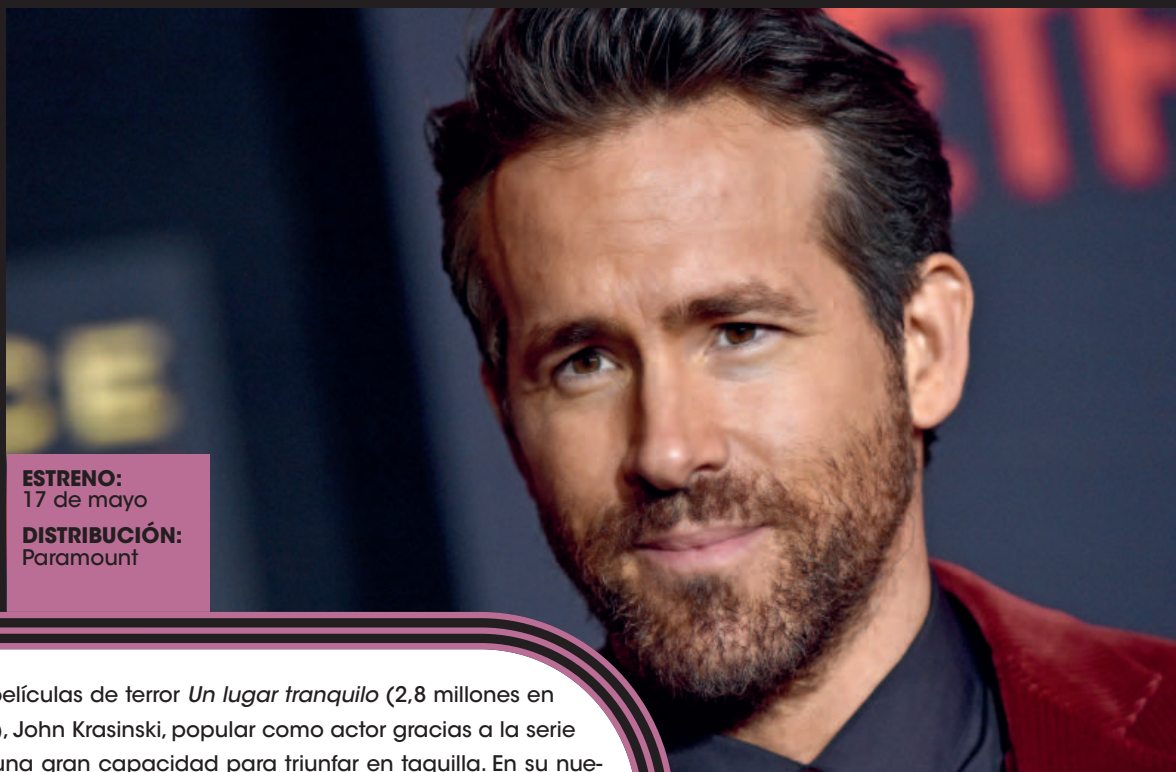 CE
ESTRENO:
17 de mayo
DISTRIBUCIÓN:
Paramount
películas de terror Un lugar tranquilo (2,8 millones en
), John Krasinski, popular como actor gracias a la serie
una gran capacidad para triunfar en taquilla. En su nue-